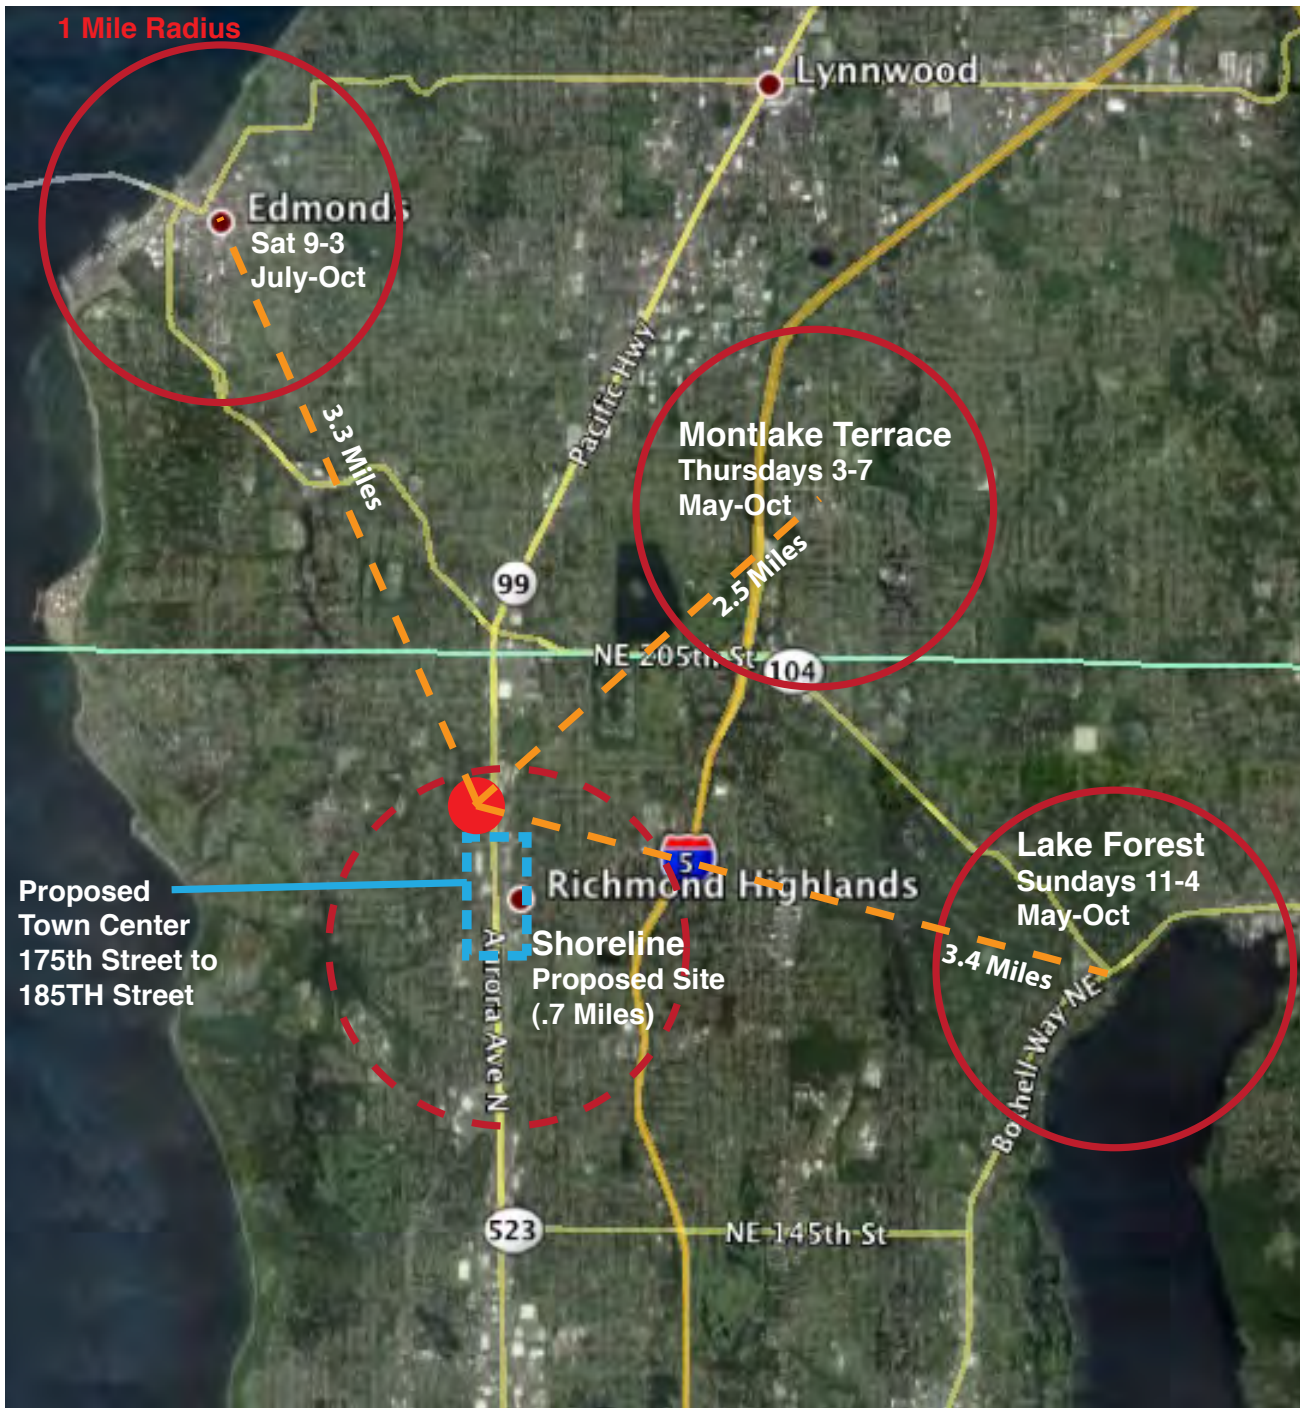 1 Mile Radius
Lynnwood
Edmonds
Sat 9-3
July-Oct
3.3 Miles
Pacific Hwy
Montlake Terrace
Thursdays 3-7
May-Oct
2.5 Miles
99
NE 205th St
104
5
Richmond Highlands
Proposed
Town Center
175th Street to
185TH Street
Shoreline
Proposed Site
(.7 Miles)
Aurora Ave N
Lake Forest
Sundays 11-4
May-Oct
3.4 Miles
Bothell Way NE
523
NE 145th St